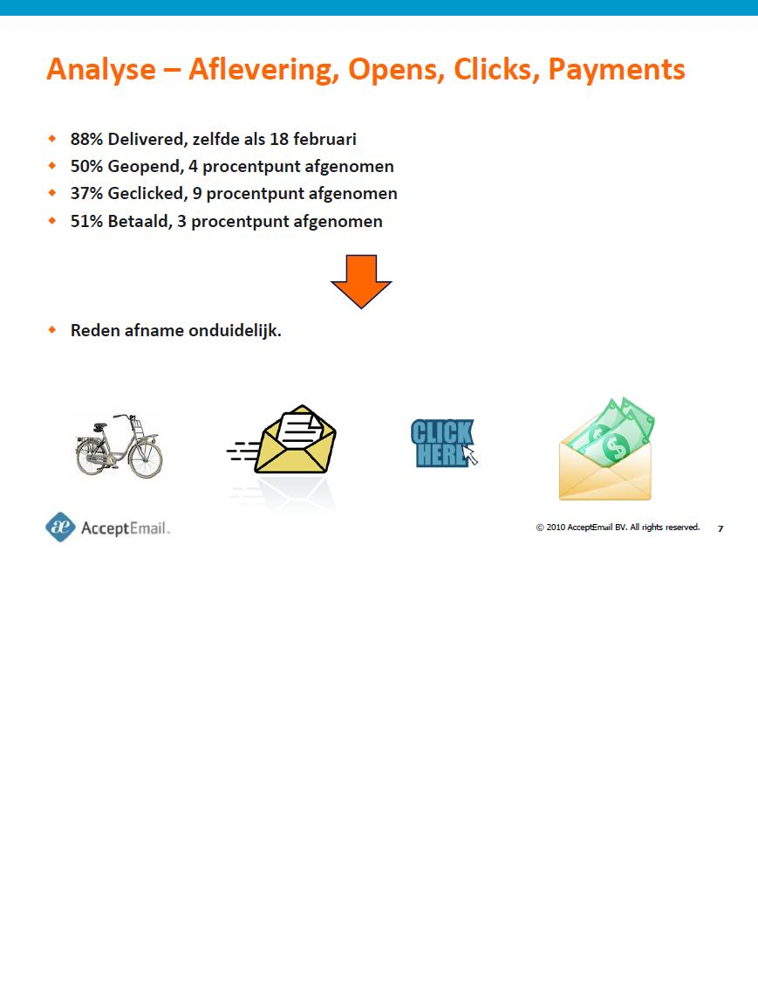 Analyse – Aflevering, Opens, Clicks, Payments
88% Delivered, zelfde als 18 februari
50% Geopend, 4 procentpunt afgenomen
37% Geclicked, 9 procentpunt afgenomen
51% Betaald, 3 procentpunt afgenomen
Reden afname onduidelijk.
CLICK
HERE
æ AcceptEmail™
© 2010 AcceptEmail BV. All rights reserved. 7